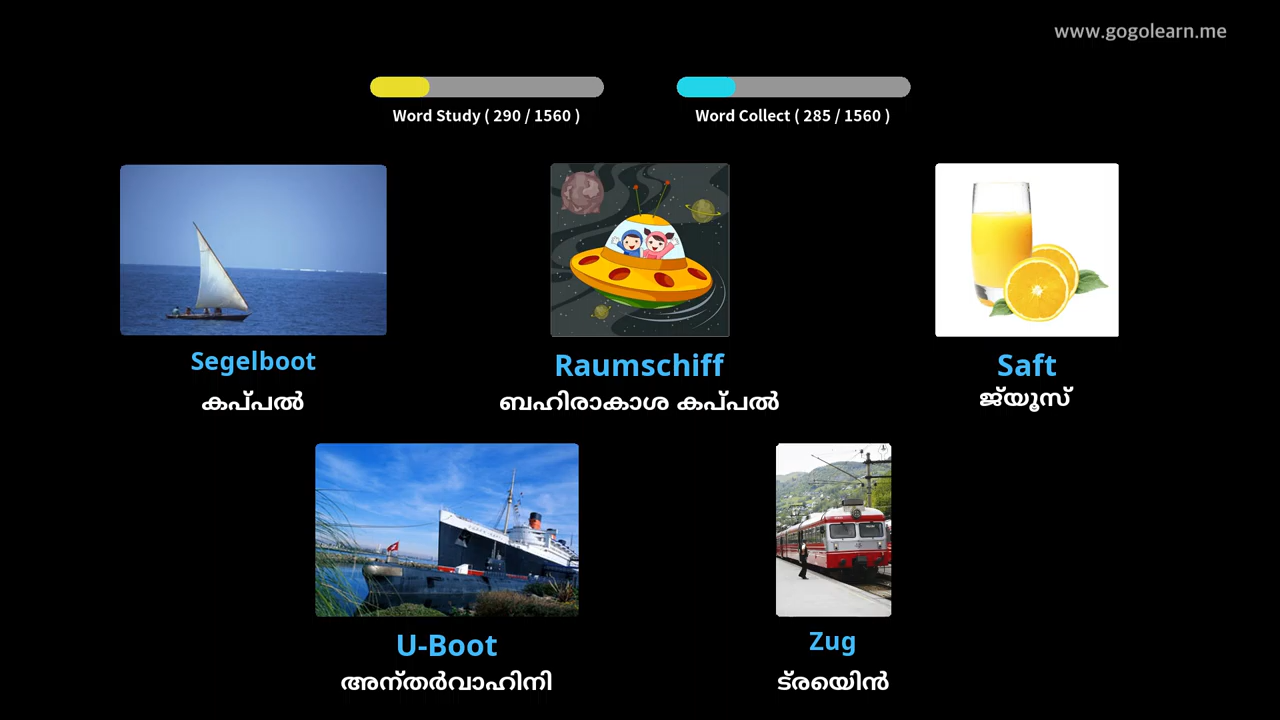 www.gogolearn.me
Word Study ( 290 / 1560 )
Word Collect ( 285 / 1560 )
Segelboot
കപ്പൽ
Raumschiff
ബഹിരാകാശ കപ്പൽ
Saft
ജ്യൂസ്
U-Boot
അന്തർവാഹിനി
Zug
ട്രയെിൻ